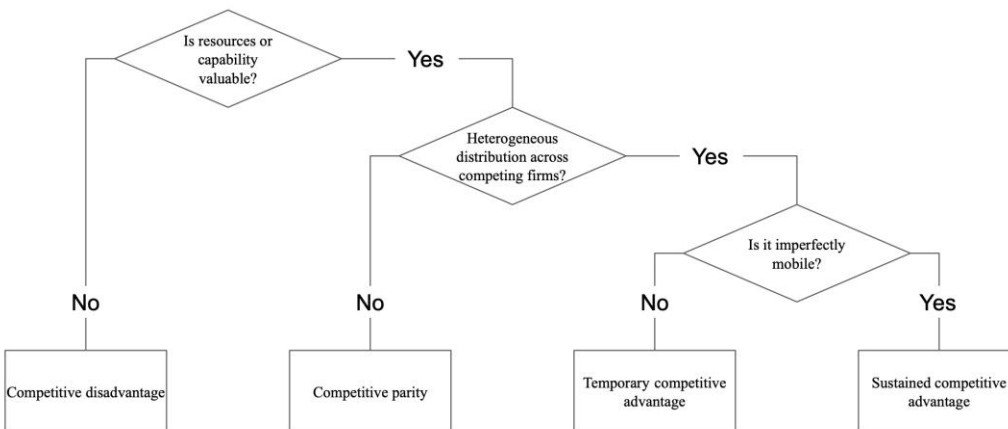 Is resources or
capability
valuable?
Yes
Heterogeneous
distribution across
competing firms?
Yes
Is it imperfectly
mobile?
No
No
No
Yes
Competitive disadvantage
Competitive parity
Temporary competitive
advantage
Sustained competitive
advantage